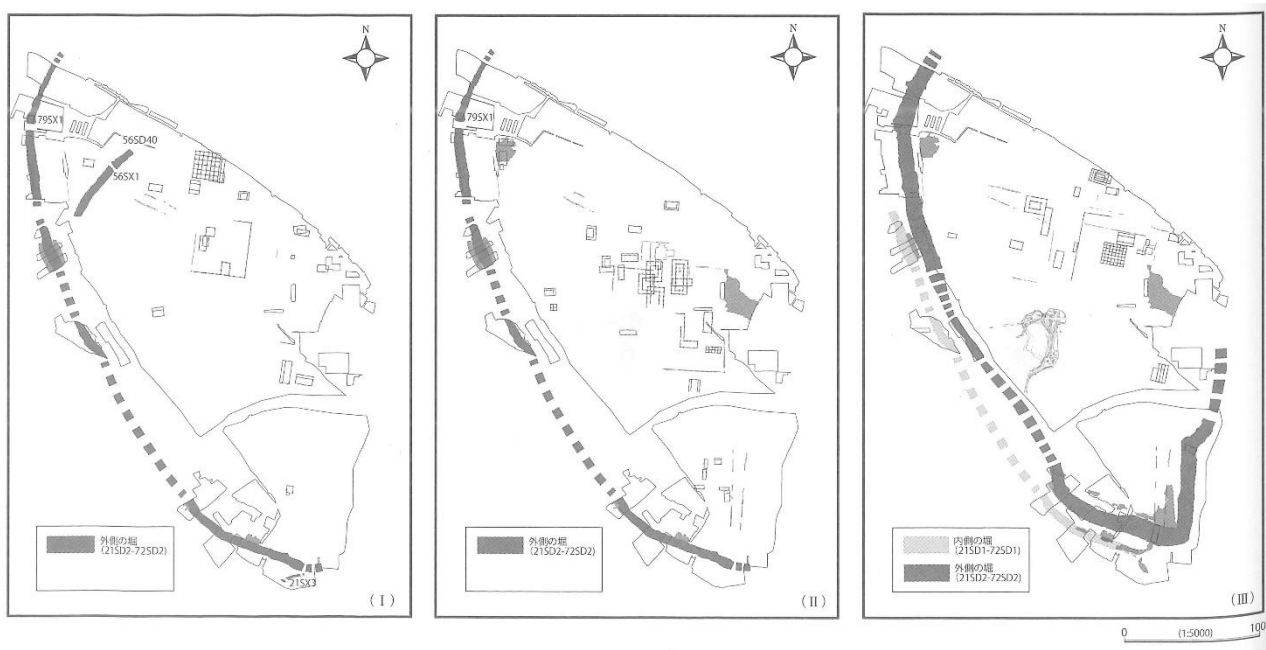 N
79SX1
56SD40
56SX1
外側の堀
(21SD2-72SD2)
21SX3
(Ⅰ)
N
79SX1
外側の堀
(21SD2-72SD2)
(Ⅱ)
N
内側の堀
(21SD1-72SD1)
外側の堀
(21SD2-72SD2)
(Ⅲ)
0 (1:5000) 100